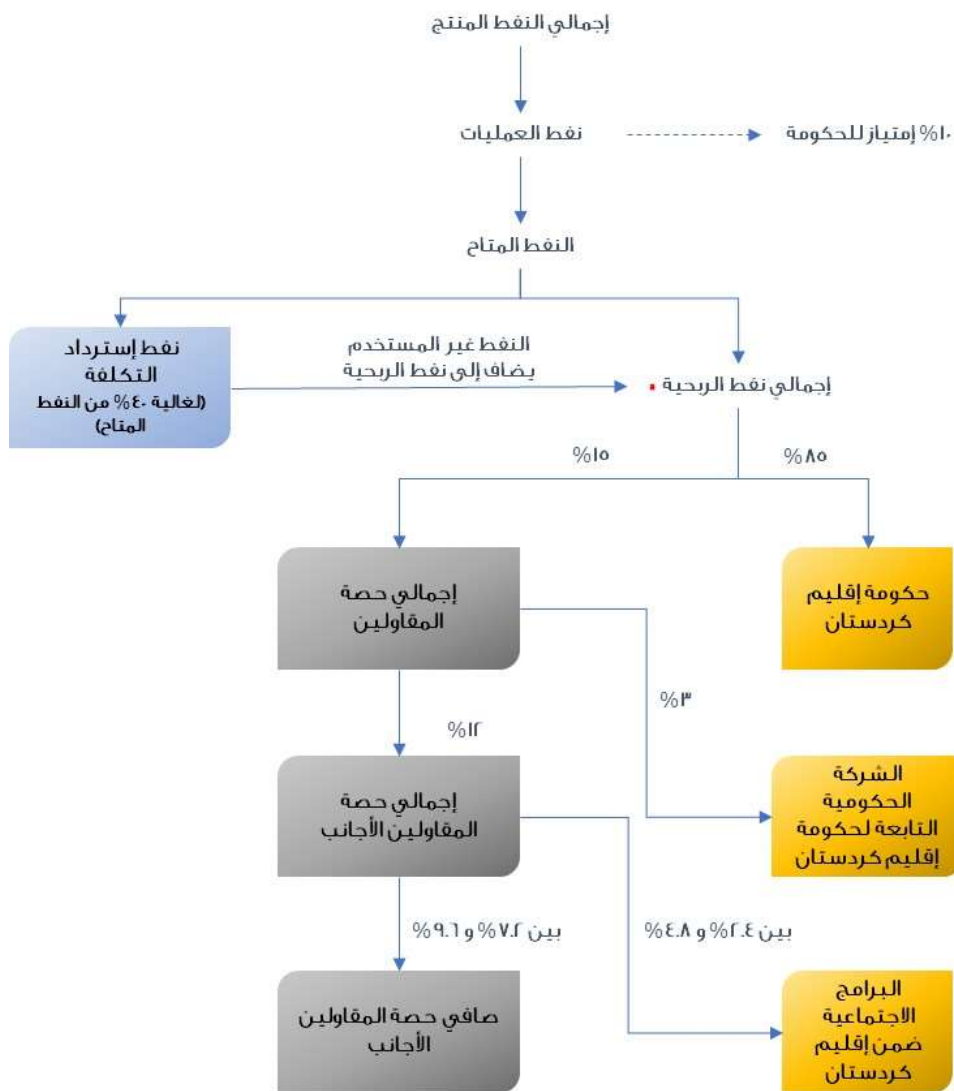 إجمالي النفط المنتج
نفط العمليات
١٠% إمتياز للحكومة
النفط المتاح
نفط إسترداد
التكلفة
(لغالية ٤٠% من النفط
المتاح)
النفط غير المستخدم
يضاف إلى نفط الربحية
إجمالي نفط الربحية
%١٥
%٨٥
إجمالي حصة
المقاولين
حكومة إقليم
كردستان
%٣
%١٢
إجمالي حصة
المقاولين الأجانب
الشركة
الحكومية
التابعة لحكومة
إقليم كردستان
بين ٧.٢% و ٩.٦%
بين ٢.٤% و ٤.٨%
صافي حصة المقاولين
الأجانب
البرامج
الاجتماعية
ضمن إقليم
كردستان